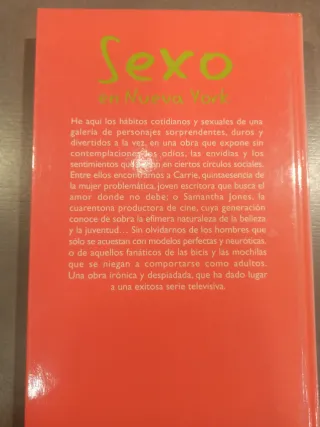 Sexo
en Nueva York
He aquí los hábitos cotidianos y sexuales de una
galería de personajes sorprendentes, duros y
divertidos a la vez, en una obra que expone sin
contemplaciones los odios, las envidias y los
sentimientos que en ciertos círculos sociales.
Entre ellos encontramos a Carrie, quintaesencia de
la mujer problemática, joven escritora que busca el
amor donde no debe; o Samantha Jones, la
cuarentona productora de cine, cuya generación
conoce de sobra la efímera naturaleza de la belleza
y la juventud... Sin olvidarnos de los hombres que
sólo se acuestan con modelos perfectas y neuróticas,
o de aquellos fanáticos de las bicis y las mochilas
que se niegan a comportarse como adultos.
Una obra irónica y despiadada, que ha dado lugar
a una exitosa serie televisiva.